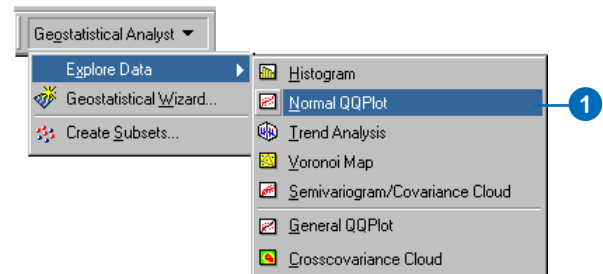 Geostatistical Analyst
Explore Data
Geostatistical Wizard...
Create Subsets...
Histogram
Normal QQPlot
1
Trend Analysis
Voronoi Map
Semivariogram/Covariance Cloud
General QQPlot
Crosscovariance Cloud